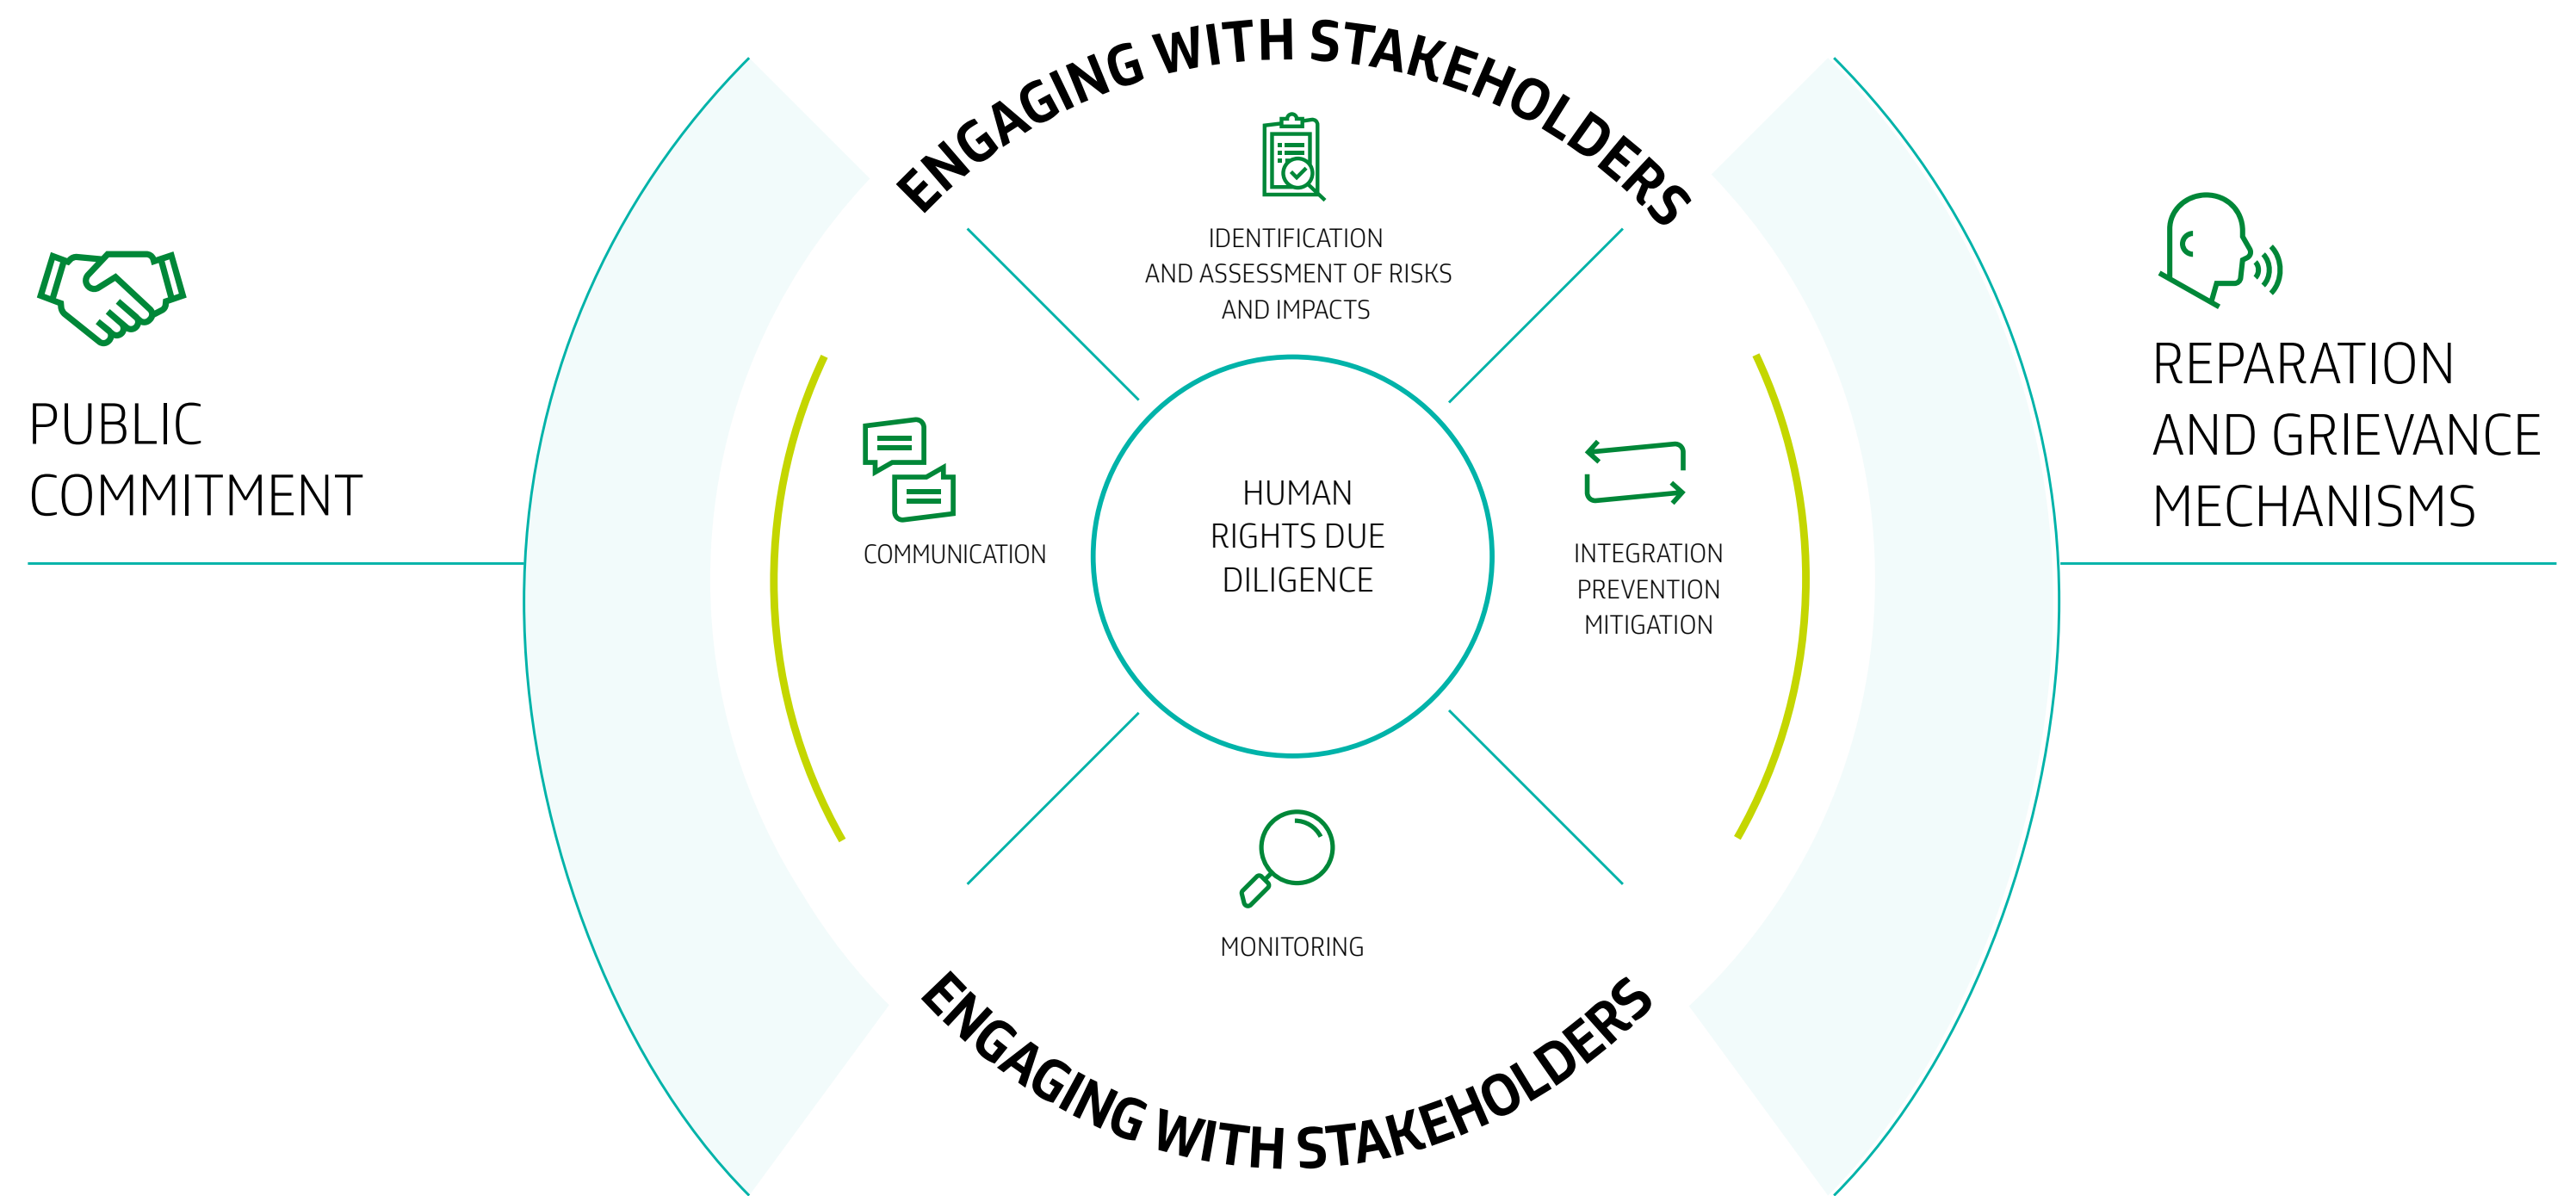 ENGAGING WITH STAKEHOLDERS
IDENTIFICATION
AND ASSESSMENT OF RISKS
AND IMPACTS
PUBLIC
COMMITMENT
COMMUNICATION
HUMAN
RIGHTS DUE
DILIGENCE
INTEGRATION
PREVENTION
MITIGATION
REPARATION
AND GRIEVANCE
MECHANISMS
MONITORING
ENGAGING WITH STAKEHOLDERS